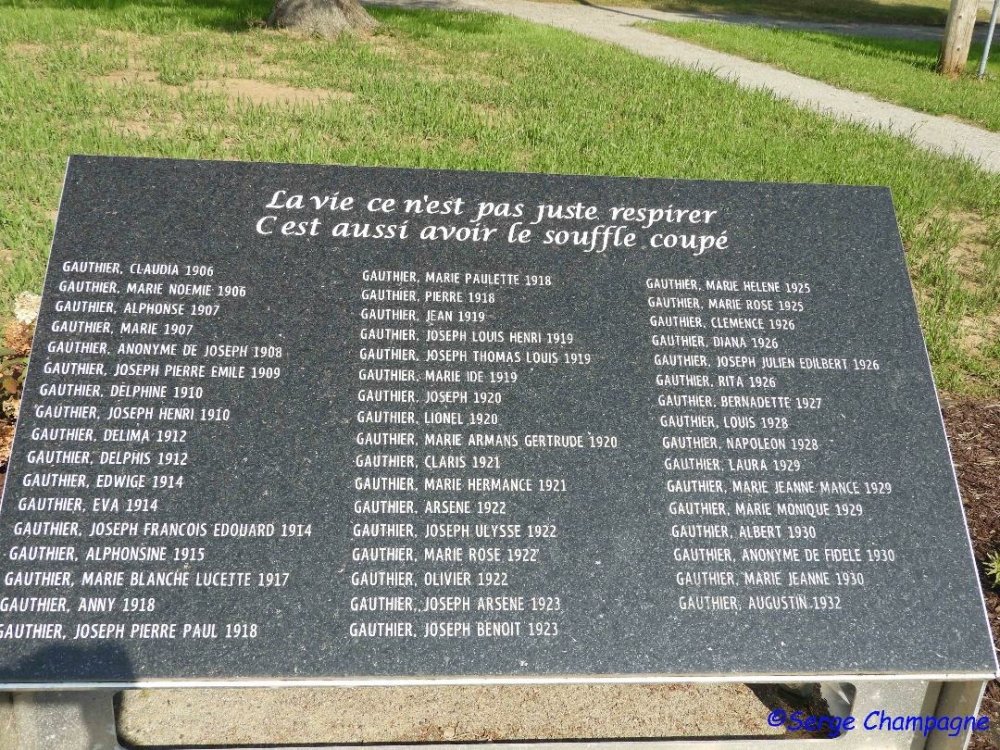 La vie ce n'est pas juste respirer
C'est aussi avoir le souffle coupé
GAUTHIER, CLAUDIA 1906
GAUTHIER, MARIE NOEMIE 1906
GAUTHIER, ALPHONSE 1907
GAUTHIER, MARIE 1907
GAUTHIER, ANONYME DE JOSEPH 1908
GAUTHIER, JOSEPH PIERRE EMILE 1909
GAUTHIER, DELPHINE 1910
GAUTHIER, JOSEPH HENRI 1910
GAUTHIER, DELIMA 1912
GAUTHIER, DELPHIS 1912
GAUTHIER, EDWIGE 1914
GAUTHIER, EVA 1914
GAUTHIER, JOSEPH FRANCOIS EDOUARD 1914
GAUTHIER, ALPHONSINE 1915
GAUTHIER, MARIE BLANCHE LUCETTE 1917
GAUTHIER, ANNY 1918
GAUTHIER, JOSEPH PIERRE PAUL 1918
GAUTHIER, MARIE PAULETTE 1918
GAUTHIER, PIERRE 1918
GAUTHIER, JEAN 1919
GAUTHIER, JOSEPH LOUIS HENRI 1919
GAUTHIER, JOSEPH THOMAS LOUIS 1919
GAUTHIER, MARIE IDE 1919
GAUTHIER, JOSEPH 1920
GAUTHIER, LIONEL 1920
GAUTHIER, MARIE ARMANS GERTRUDE 1920
GAUTHIER, CLARIS 1921
GAUTHIER, MARIE HERMANCE 1921
GAUTHIER, ARSENE 1922
GAUTHIER, JOSEPH ULYSSE 1922
GAUTHIER, MARIE ROSE 1922
GAUTHIER, OLIVIER 1922
GAUTHIER, JOSEPH ARSENE 1923
GAUTHIER, JOSEPH BENOIT 1923
GAUTHIER, MARIE HELENE 1925
GAUTHIER, MARIE ROSE 1925
GAUTHIER, CLEMENCE 1926
GAUTHIER, DIANA 1926
GAUTHIER, JOSEPH JULIEN EDILBERT 1926
GAUTHIER, RITA 1926
GAUTHIER, BERNADETTE 1927
GAUTHIER, LOUIS 1928
GAUTHIER, NAPOLEON 1928
GAUTHIER, LAURA 1929
GAUTHIER, MARIE JEANNE MANCE 1929
GAUTHIER, MARIE MONIQUE 1929
GAUTHIER, ALBERT 1930
GAUTHIER, ANONYME DE FIDELE 1930
GAUTHIER, MARIE JEANNE 1930
GAUTHIER, AUGUSTIN 1932
©Serge Champagne